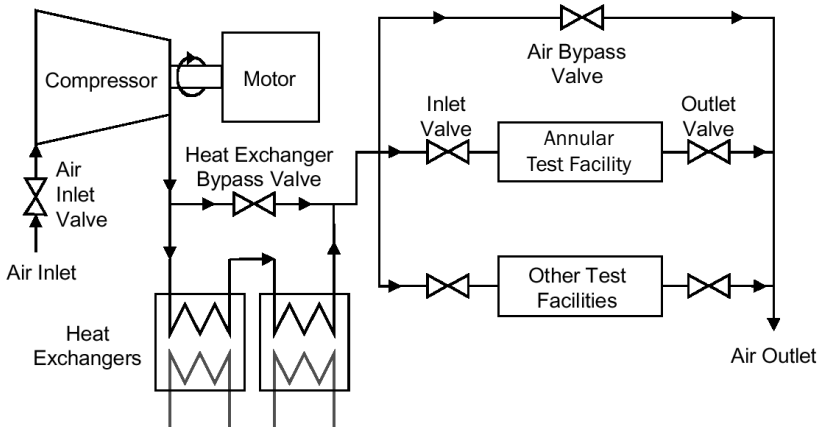 Compressor
Motor
Air
Inlet
Valve
Air Inlet
Heat Exchanger
Bypass Valve
Heat
Exchangers
Air Bypass
Valve
Inlet
Valve
Annular
Test Facility
Outlet
Valve
Other Test
Facilities
Air Outlet